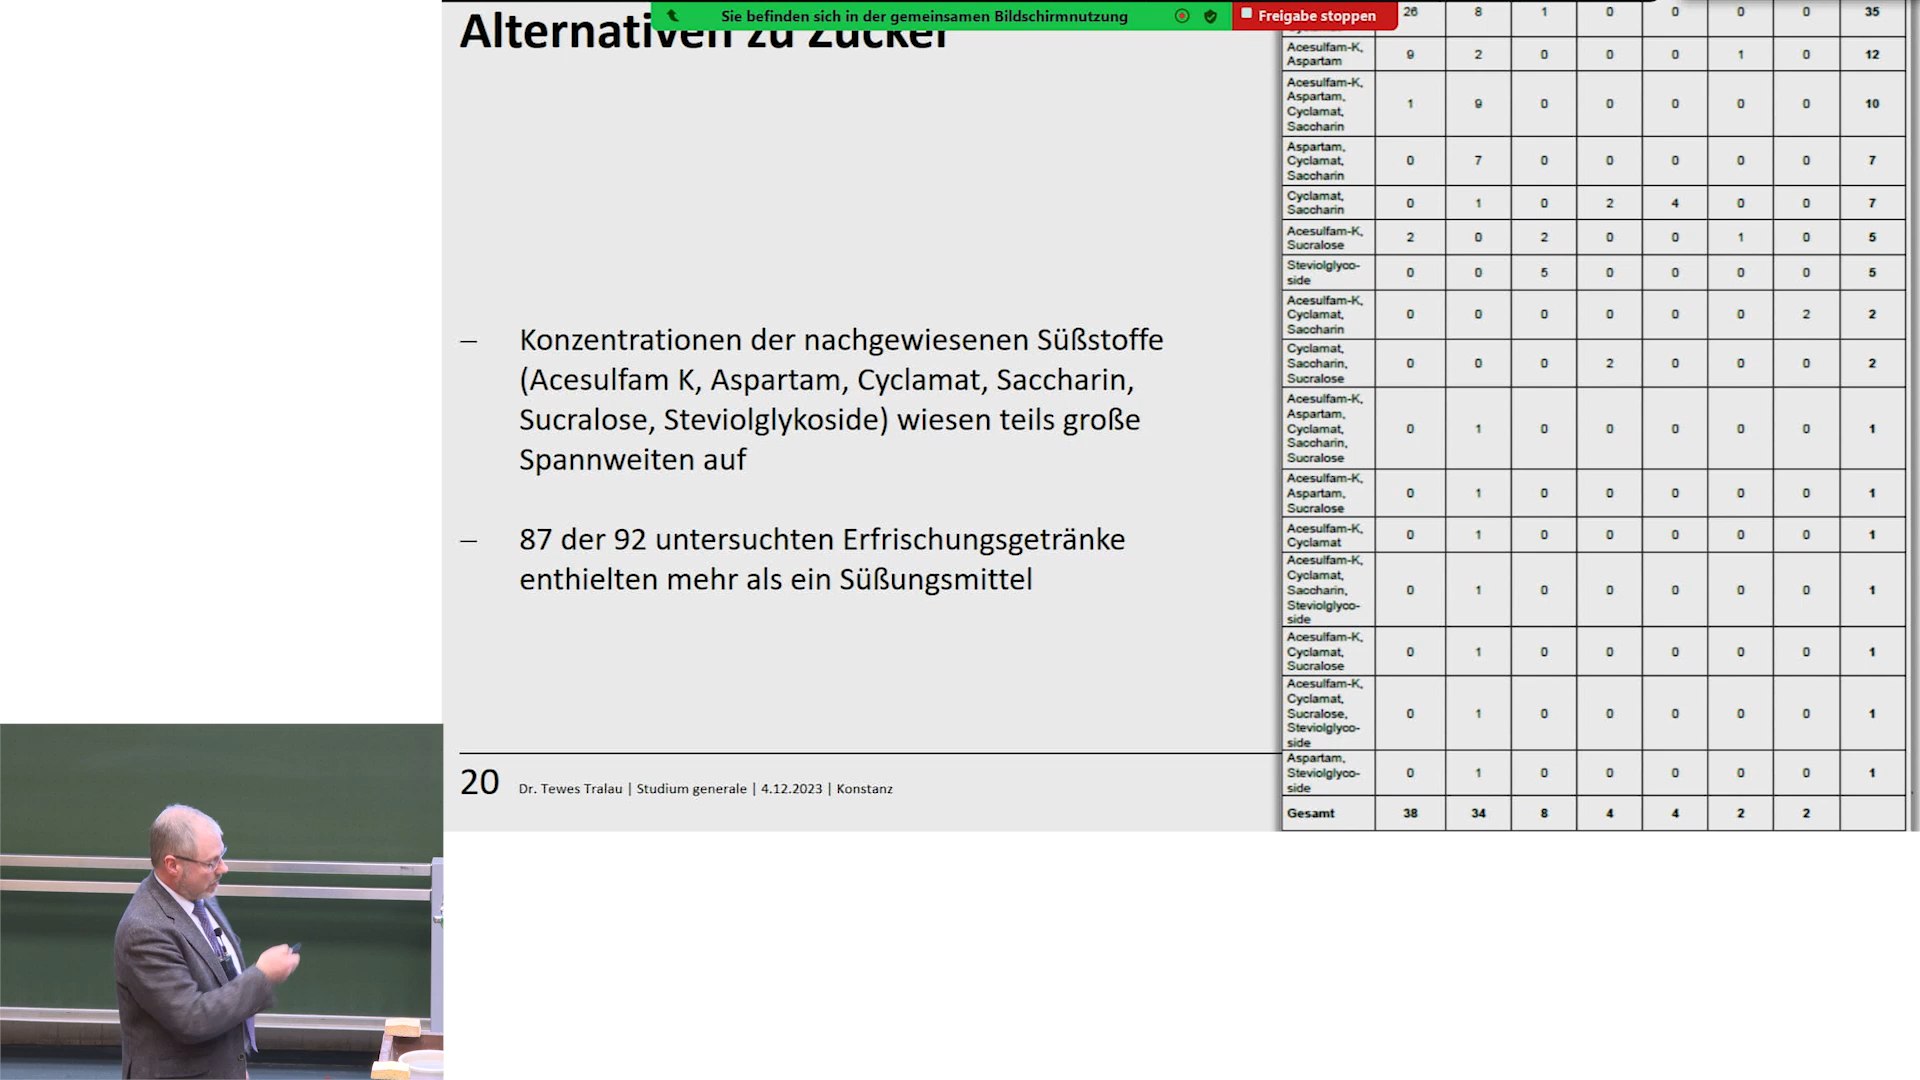 Alternativen zu Zucker
Sie befinden sich in der gemeinsamen Bildschirmnutzung
Freigabe stoppen
– Konzentrationen der nachgewiesenen Süßstoffe
(Acesulfam K, Aspartam, Cyclamat, Saccharin,
Sucralose, Steviolglykoside) wiesen teils große
Spannweiten auf
– 87 der 92 untersuchten Erfrischungsgetränke
enthielten mehr als ein Süßungsmittel
20 Dr. Tewes Tralau | Studium generale | 4.12.2023 | Konstanz
26 8 1 0 0 0 0 35
Acesulfam-K,
Aspartam 9 2 0 0 0 1 0 12
Acesulfam-K,
Aspartam,
Cyclamat,
Saccharin 1 9 0 0 0 0 0 10
Aspartam,
Cyclamat,
Saccharin 0 7 0 0 0 0 0 7
Cyclamat,
Saccharin 0 1 0 2 4 0 0 7
Acesulfam-K,
Sucralose 2 0 2 0 0 1 0 5
Steviolglyco-
side 0 0 5 0 0 0 0 5
Acesulfam-K,
Cyclamat,
Saccharin 0 0 0 0 0 0 2 2
Cyclamat,
Saccharin,
Sucralose 0 0 0 2 0 0 0 2
Acesulfam-K,
Aspartam,
Cyclamat,
Saccharin,
Sucralose 0 1 0 0 0 0 0 1
Acesulfam-K,
Aspartam,
Sucralose 0 1 0 0 0 0 0 1
Acesulfam-K,
Cyclamat 0 1 0 0 0 0 0 1
Acesulfam-K,
Cyclamat,
Saccharin,
Steviolglyco-
side 0 1 0 0 0 0 0 1
Acesulfam-K,
Cyclamat,
Sucralose 0 1 0 0 0 0 0 1
Acesulfam-K,
Cyclamat,
Sucralose,
Steviolglyco-
side 0 1 0 0 0 0 0 1
Aspartam,
Steviolglyco-
side 0 1 0 0 0 0 0 1
Gesamt 38 34 8 4 4 2 2